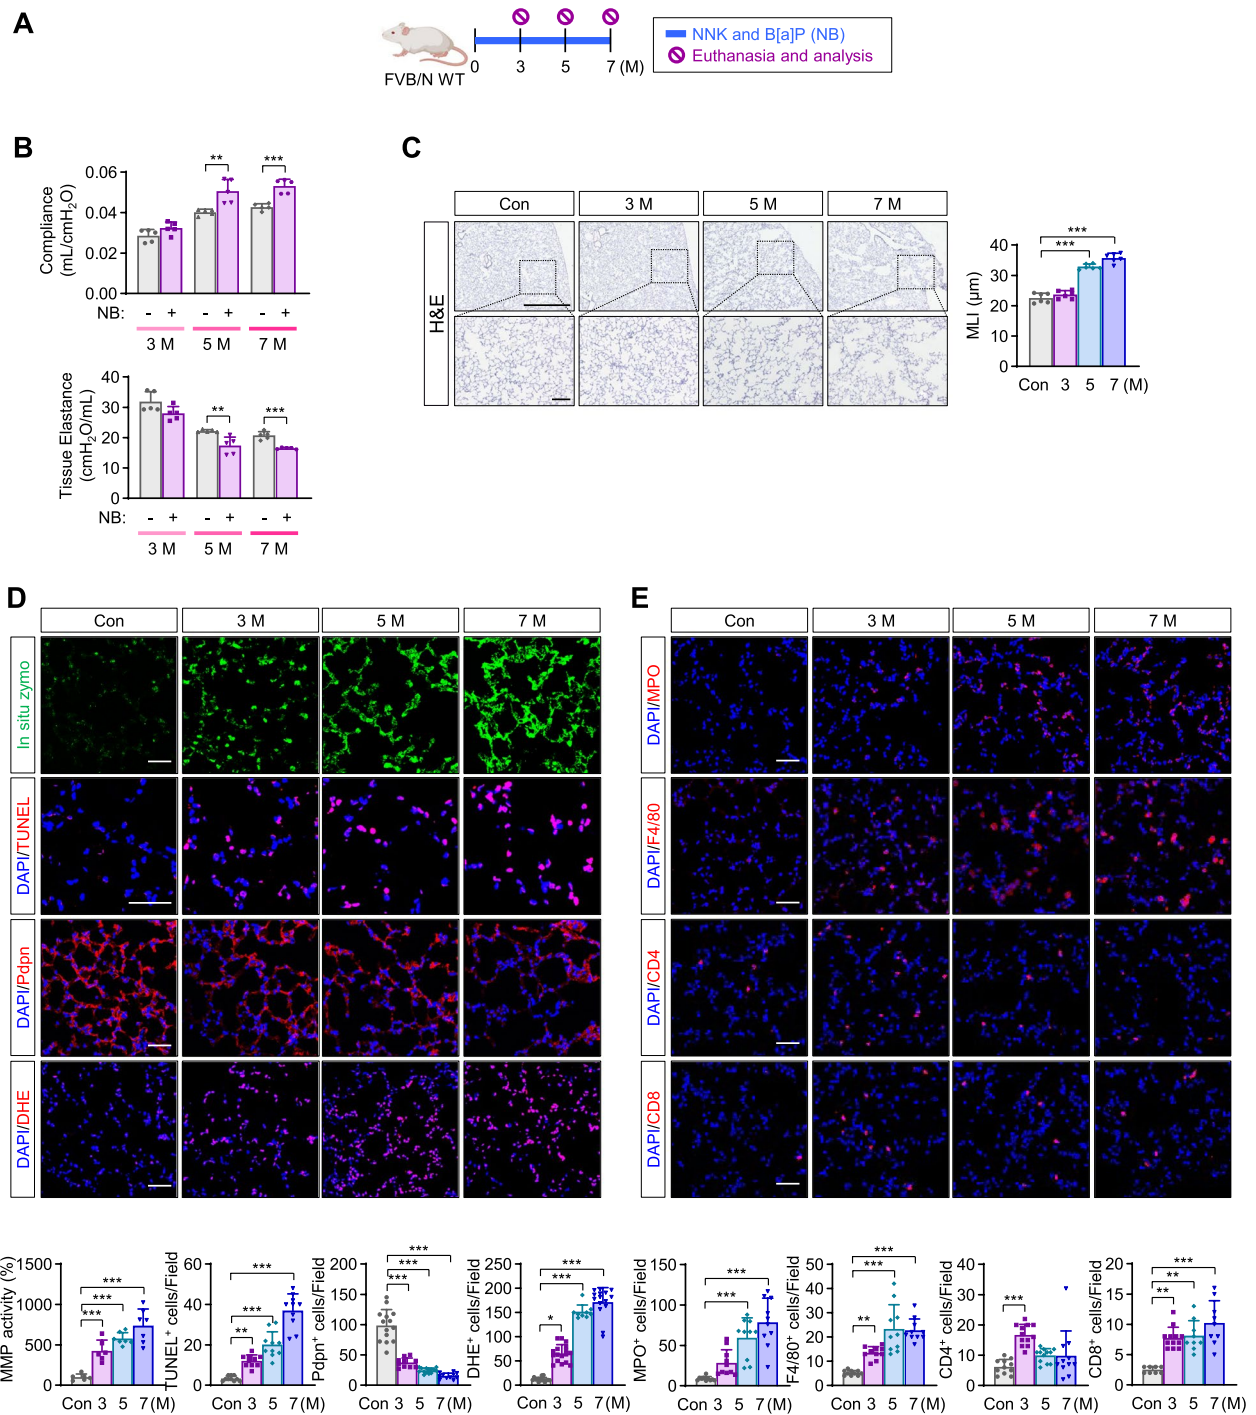 A
FVB/N WT
0 3 5 7 (M)
NNK and B[a]P (NB)
Euthanasia and analysis
B
Compliance
(mL/cmH2O)
0.06
0.04
0.02
0.00
** ***
NB: - + - + - +
3 M 5 M 7 M
Tissue Elastance
(cmH2O/mL)
40
30
20
10
0
** ***
NB: - + - + - +
3 M 5 M 7 M
C
Con 3 M 5 M 7 M
H&E
MLI (μm)
40
30
20
10
0
***
***
Con 3 5 7 (M)
D
Con 3 M 5 M 7 M
In situ zymo
DAPI/TUNEL
DAPI/Pdpn
DAPI/DHE
E
Con 3 M 5 M 7 M
DAPI/MPO
DAPI/F4/80
DAPI/CD4
DAPI/CD8
MMP activity (%)
1500
1000
500
0
***
***
***
Con 3 5 7 (M)
TUNEL+ cells/Field
60
40
20
0
***
***
**
Con 3 5 7 (M)
Pdpn+ cells/Field
200
150
100
50
0
***
***
***
Con 3 5 7 (M)
DHE+ cells/Field
200
150
100
50
0
***
***
*
Con 3 5 7 (M)
MPO+ cells/Field
150
100
50
0
***
***
Con 3 5 7 (M)
F4/80+ cells/Field
50
40
30
20
10
0
***
***
**
Con 3 5 7 (M)
CD4+ cells/Field
40
30
20
10
0
***
Con 3 5 7 (M)
CD8+ cells/Field
20
15
10
5
0
***
**
**
Con 3 5 7 (M)